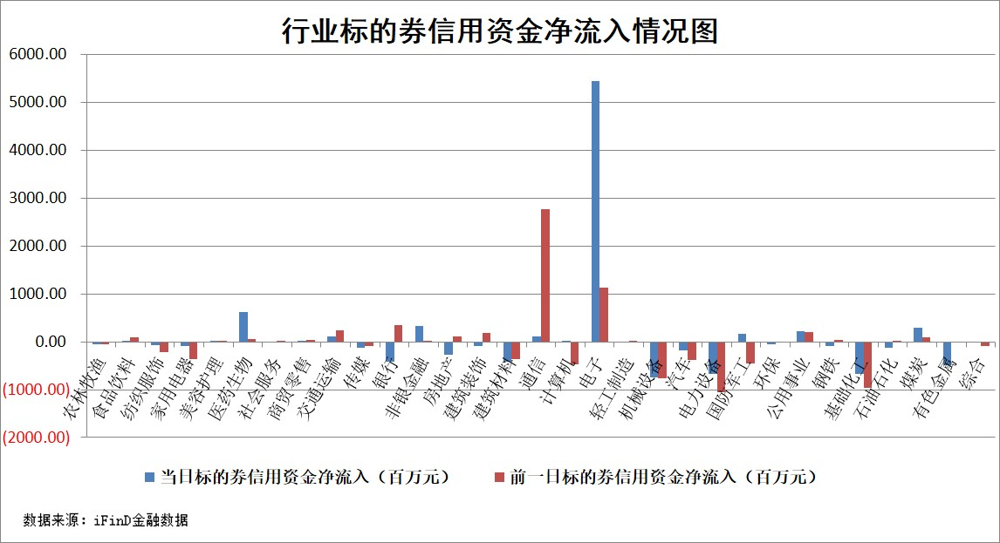 行业标的券信用资金净流入情况图
6000.00
5000.00
4000.00
3000.00
2000.00
1000.00
0.00
(1000.00)
(2000.00)
农林牧渔
食品饮料
纺织服饰
家用电器
美容护理
医药生物
社会服务
商贸零售
交通运输
传媒
银行
非银金融
房地产
建筑装饰
建筑材料
通信
计算机
电子
轻工制造
机械设备
汽车
电力设备
国防军工
环保
公用事业
钢铁
基础化工
石油石化
煤炭
有色金属
综合
当日标的券信用资金净流入（百万元）
前一日标的券信用资金净流入（百万元）
数据来源：iFinD金融数据